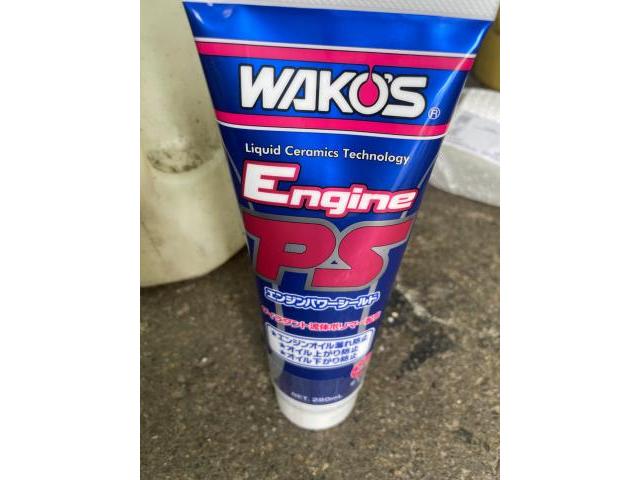 WAKO'S®
Liquid Ceramics Technology
Engine
PS
エンジンパワーシールド
★エンジンオイル漏れ防止
★オイル上がり防止
★オイル下がり防止
NET. 280mL